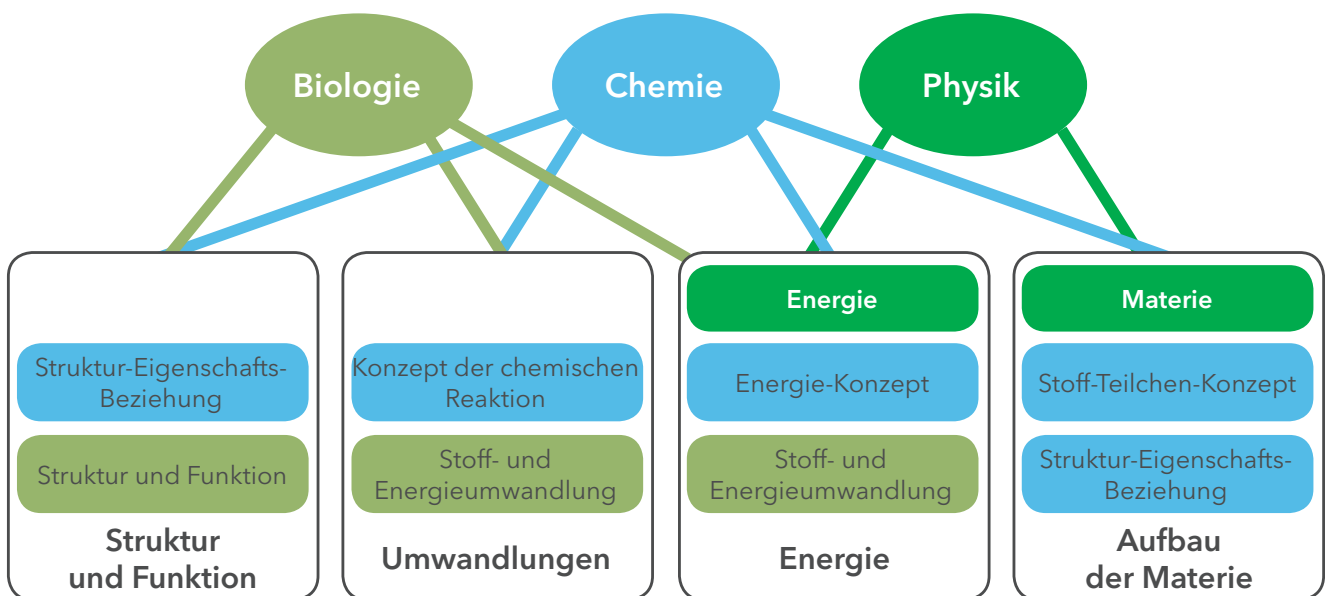 Biologie
Chemie
Physik
Struktur-Eigenschafts-
Beziehung
Struktur und Funktion
Struktur
und Funktion
Konzept der chemischen
Reaktion
Stoff- und
Energieumwandlung
Umwandlungen
Energie
Energie-Konzept
Stoff- und
Energieumwandlung
Energie
Materie
Stoff-Teilchen-Konzept
Struktur-Eigenschafts-
Beziehung
Aufbau
der Materie